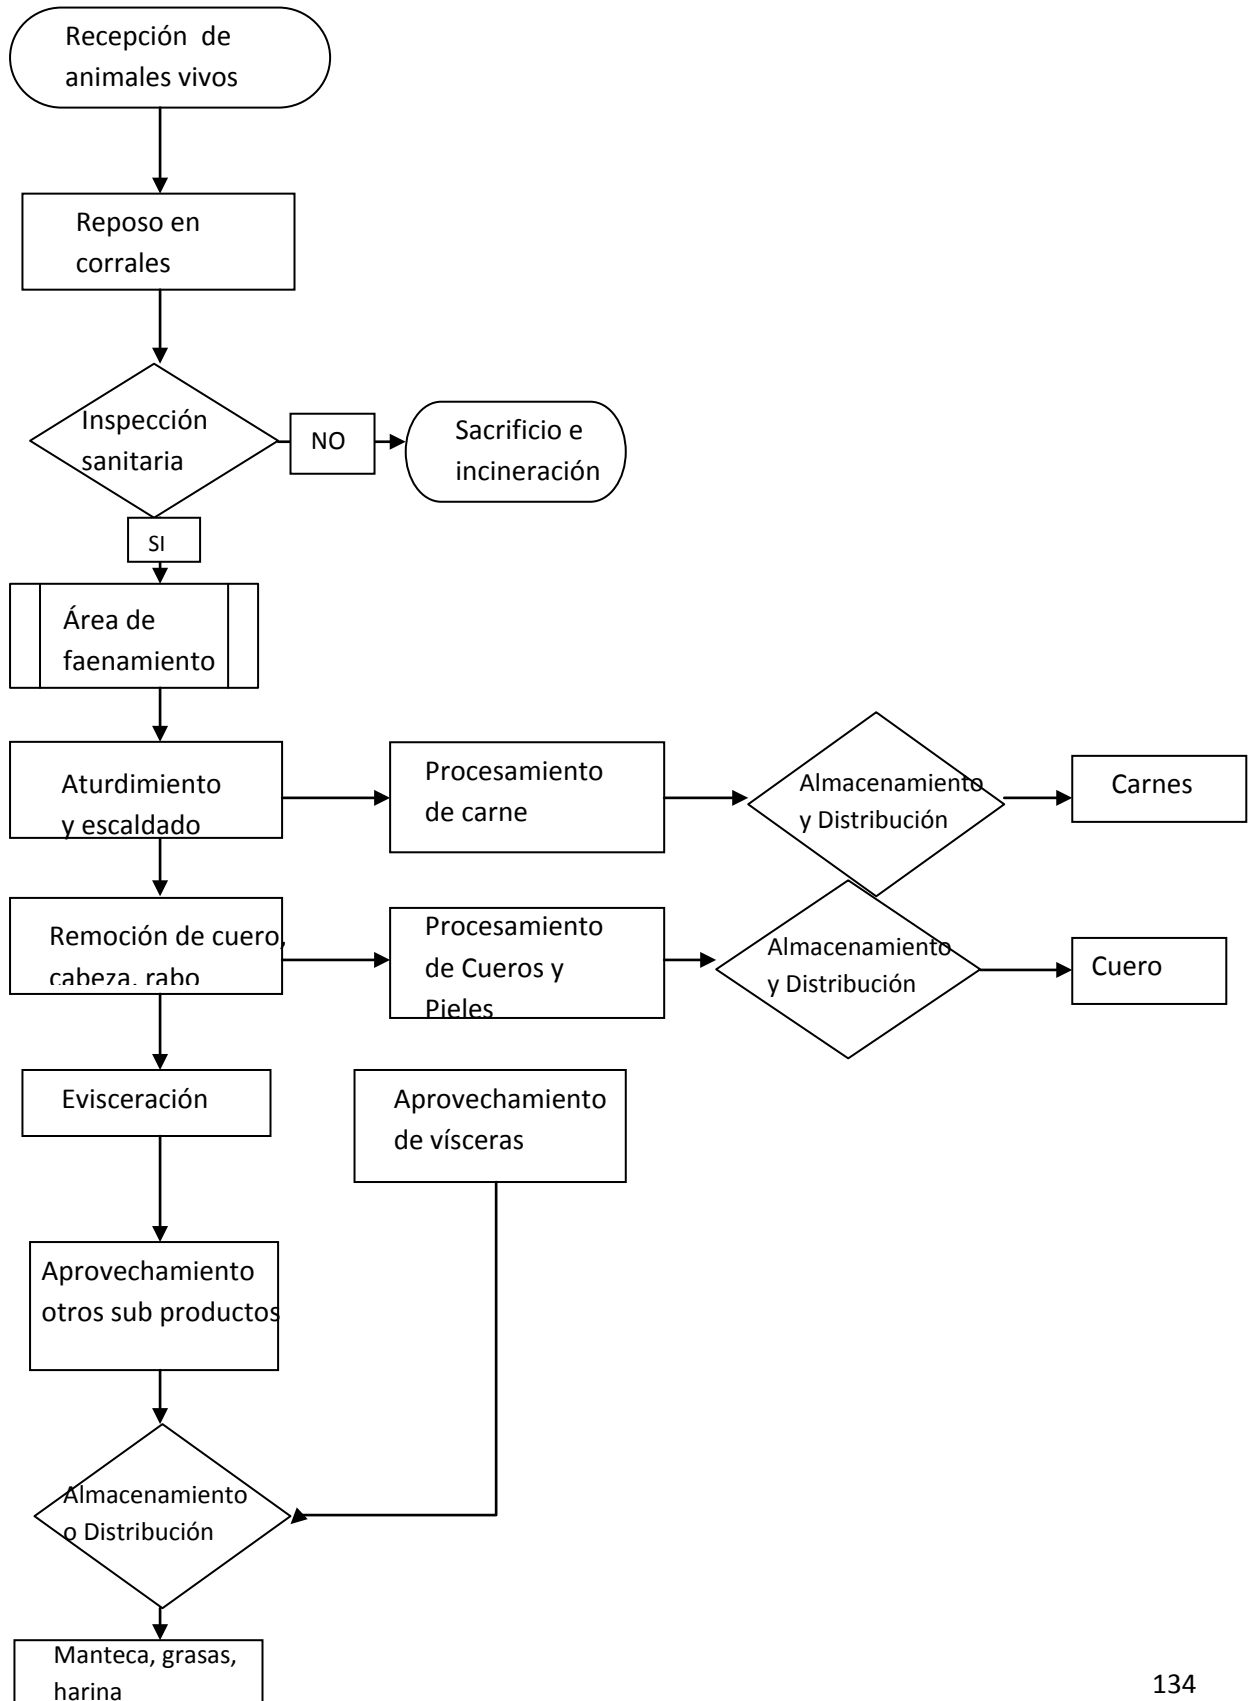 Recepción de
animales vivos
Reposo en
corrales
Inspección
sanitaria
NO
Sacrificio e
incineración
SI
Área de
faenamiento
Aturdimiento
y escaldado
Procesamiento
de carne
Almacenamiento
y Distribución
Carnes
Remoción de cuero,
cabeza, rabo
Procesamiento
de Cueros y
Pieles
Almacenamiento
y Distribución
Cuero
Evisceración
Aprovechamiento
de vísceras
Aprovechamiento
otros sub productos
Almacenamiento
o Distribución
Manteca, grasas,
harina
134